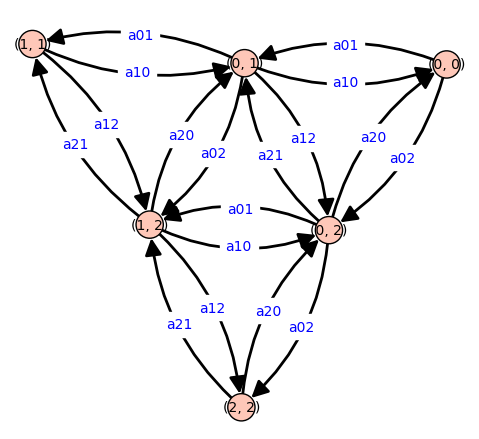 a01
a01
(1, 1)
(0, 1)
(0, 0)
a10
a10
a12
a20
a12
a20
a21
a02
a21
a02
a01
(1, 2)
(0, 2)
a10
a12
a20
a21
a02
(2, 2)